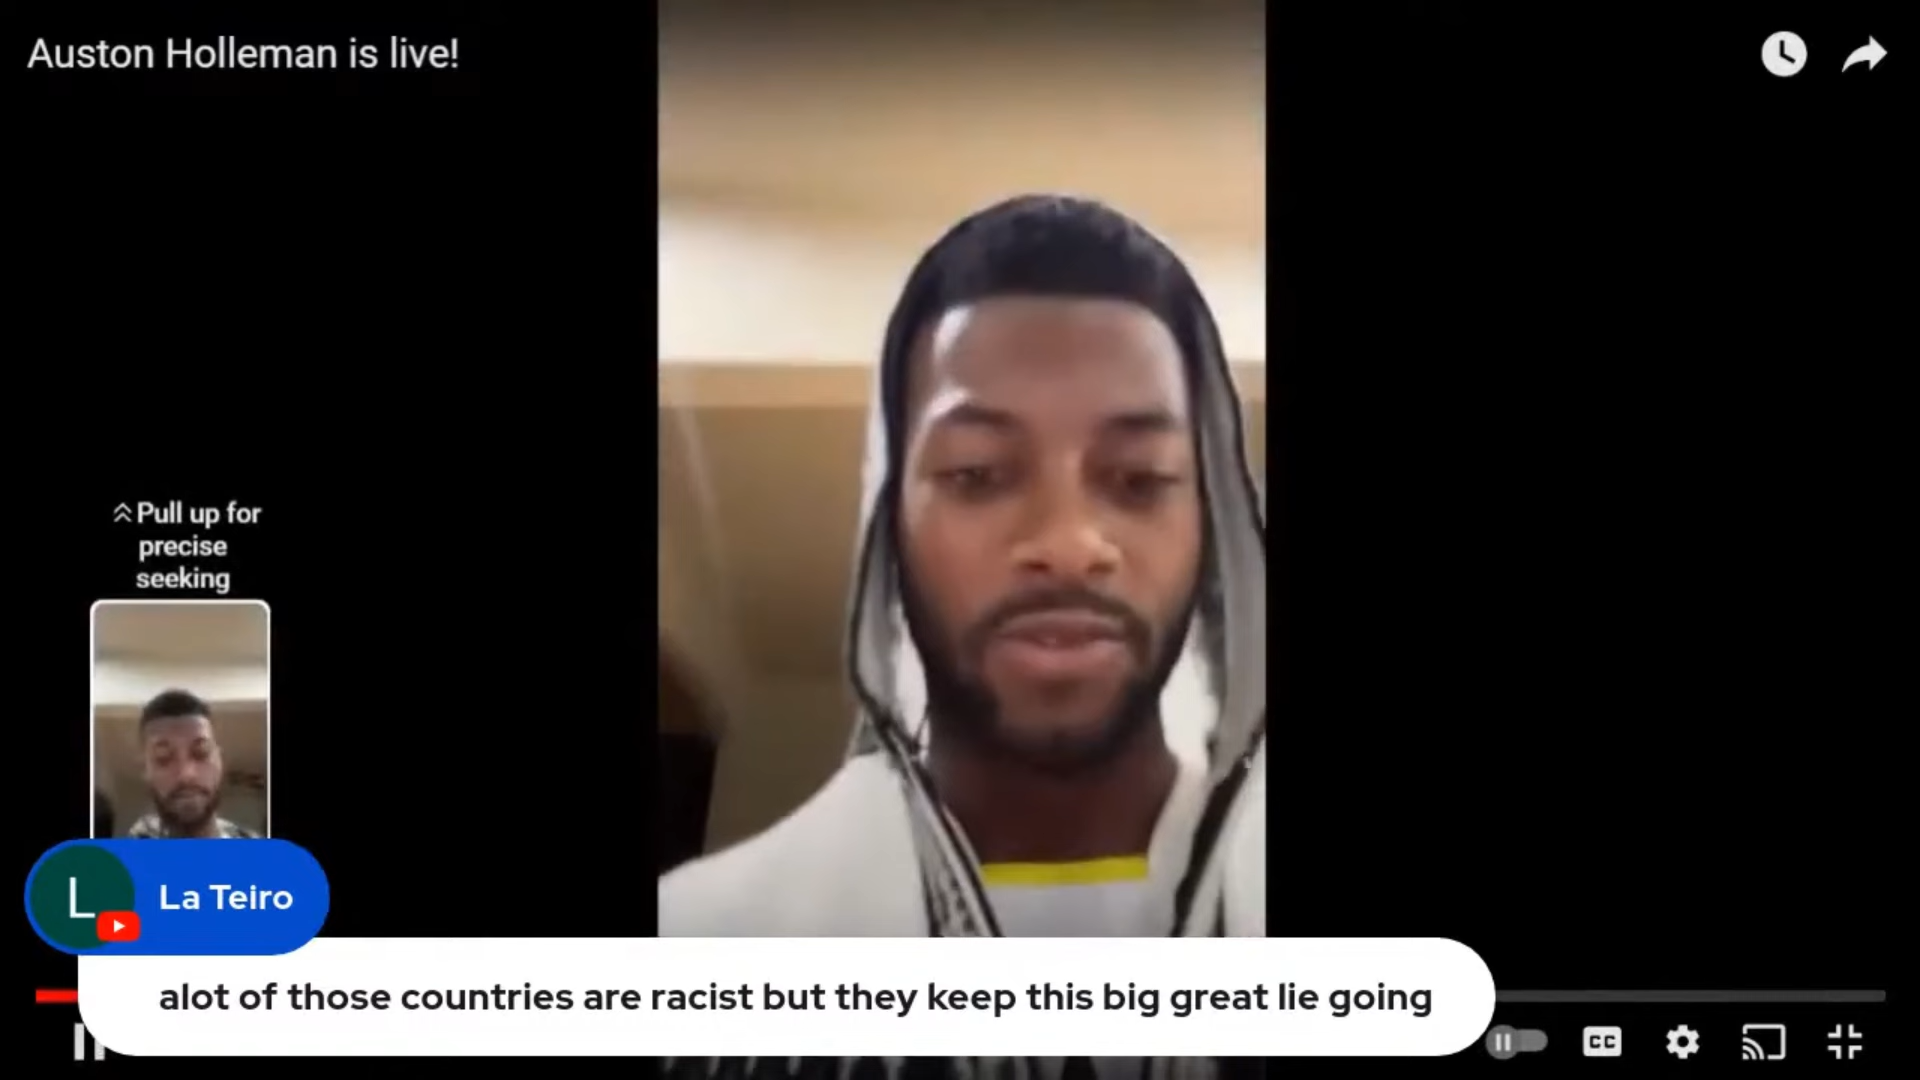 Auston Holleman is live!
Pull up for
precise
seeking
L
La Teiro
alot of those countries are racist but they keep this big great lie going
CC